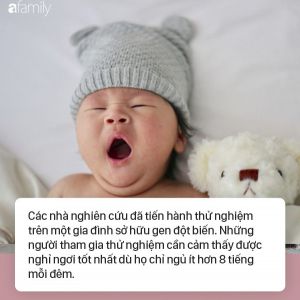 afamily
Các nhà nghiên cứu đã tiến hành thử nghiệm
trên một gia đình sở hữu gen đột biến. Những
người tham gia thử nghiệm cần cảm thấy được
nghỉ ngơi tốt nhất dù họ chỉ ngủ ít hơn 8 tiếng
mỗi đêm.